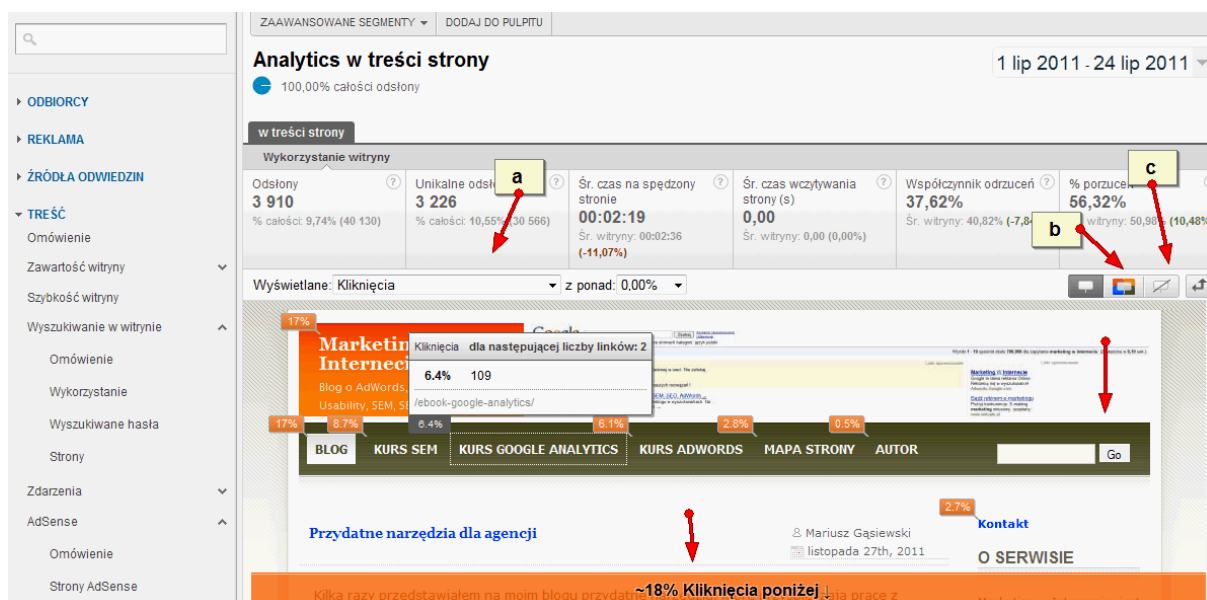 ZAAWANSOWANE SEGMENTY DODAJ DO PULPITU
Analytics w treści strony
1 lip 2011 - 24 lip 2011
100,00% całości odsłony
ODBIORCY
REKLAMA
ŹRÓDŁA ODWIEDZIN
TREŚĆ
Omówienie
Zawartość witryny
Szybkość witryny
Wyszukiwanie w witrynie
Omówienie
Wykorzystanie
Wyszukiwane hasła
Strony
Zdarzenia
AdSense
Omówienie
Strony AdSense
w treści strony
Wykorzystanie witryny
a
b
c
Odsłony
3 910
% całości: 9,74% (40 130)
Unikalne
3 226
% całości: 10,55% (30 566)
Śr. czas na spędzony
stronie
00:02:19
Śr. witryny: 00:02:36
(-11,07%)
Śr. czas wczytywania
strony (s)
0,00
Śr. witryny: 0,00 (0,00%)
Współczynnik odrzuceń
37,62%
Śr. witryny: 40,82%
% porzuceń
56,32%
witryny: 50,98% (10,48%
Wyświetlane: Kliknięcia z ponad: 0,00%
17%
Marketin
Interneci
Blog o AdWords,
Usability, SEM,
Kliknięcia dla następującej liczby linków: 2
6.4% 109
/ebook-google-analytics/
17% 8.7% 6.4% 6.1% 2.8% 0.5%
BLOG KURS SEM KURS GOOGLE ANALYTICS KURS ADWORDS MAPA STRONY AUTOR
Go
2.7%
Kontakt
Przydatne narzędzia dla agencji
Mariusz Gąsiewski
listopada 27th, 2011
O SERWISIE
~18% Kliknięcia poniżej ↓
Kilka razy przedstawiałem na moim blogu